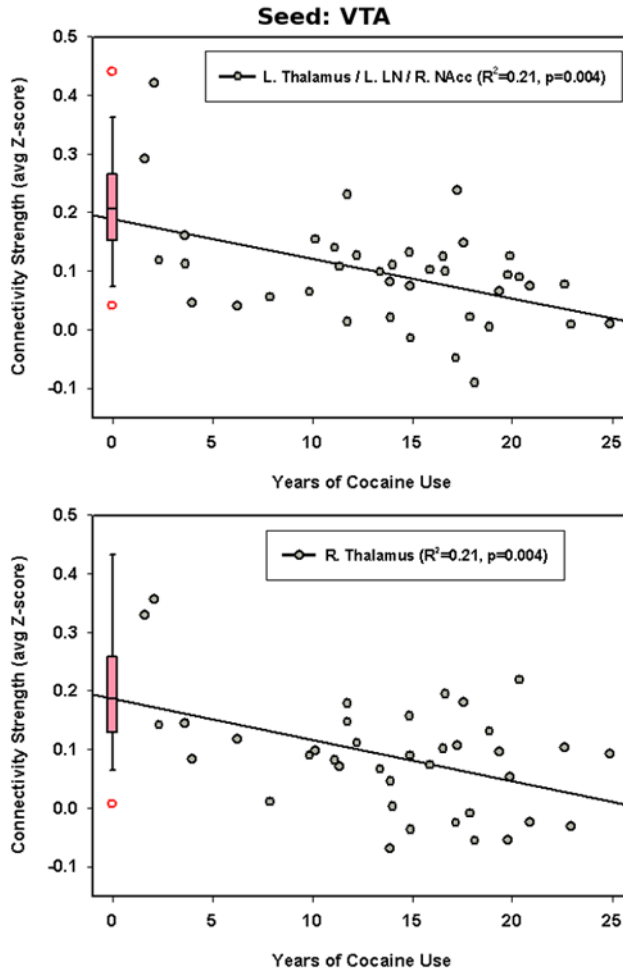 Seed: VTA
0.5
L. Thalamus / L. LN / R. NAcc (R²=0.21, p=0.004)
0.4
0.3
0.2
0.1
0.0
-0.1
Connectivity Strength (avg Z-score)
0 5 10 15 20 25
Years of Cocaine Use
0.5
R. Thalamus (R²=0.21, p=0.004)
0.4
0.3
0.2
0.1
0.0
-0.1
Connectivity Strength (avg Z-score)
0 5 10 15 20 25
Years of Cocaine Use